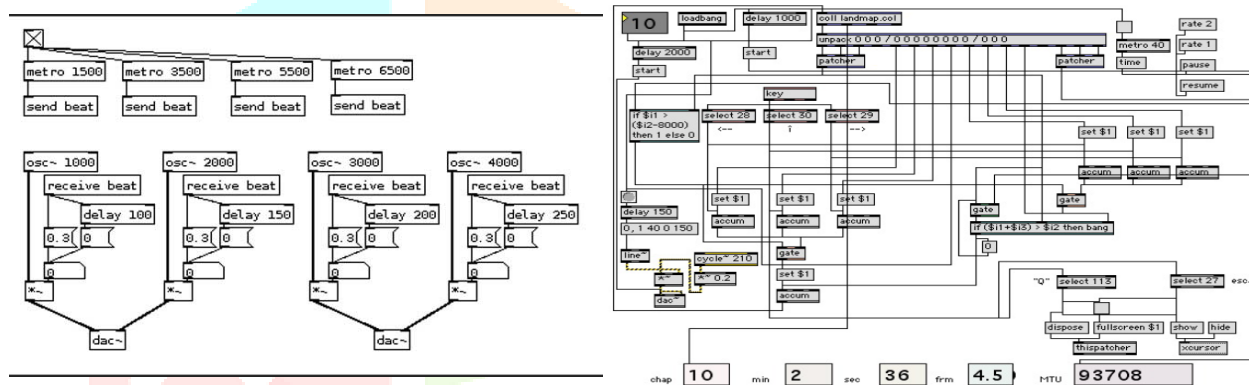 metro 1500 metro 3500 metro 5500 metro 6500
send beat send beat send beat send beat
osc~ 1000 osc~ 2000 osc~ 3000 osc~ 4000
receive beat receive beat receive beat receive beat
delay 100 delay 150 delay 200 delay 250
0.3 0 0.3 0 0.3 0 0.3 0
0 0 0 0
*~ *~ *~ *~
dac~ dac~
10 loadbang delay 1000 coll landmap.col
rate 2
unpack 0 0 0 / 0 0 0 0 0 0 0 0 / 0 0 0
delay 2000 start metro 40 rate 1
start patcher patcher time pause
resume
key
if $i1 > ($i2-8000) then 1 else 0
select 28 select 30 select 29
<-- -->
set $1 set $1 set $1
accum accum accum
set $1 set $1 set $1
gate
delay 150 accum accum accum gate
0, 1 40 0 150 if ($i1+$i3) > $i2 then bang
line~ cycle~ 210 gate 0
*~ *~ 0.2 set $1
dac~ accum
"Q" select 113 select 27 esc
dispose fullscreen $1 show hide
thispatcher xcursor
chap 10 min 2 sec 36 frm 4.5 MTU 93708